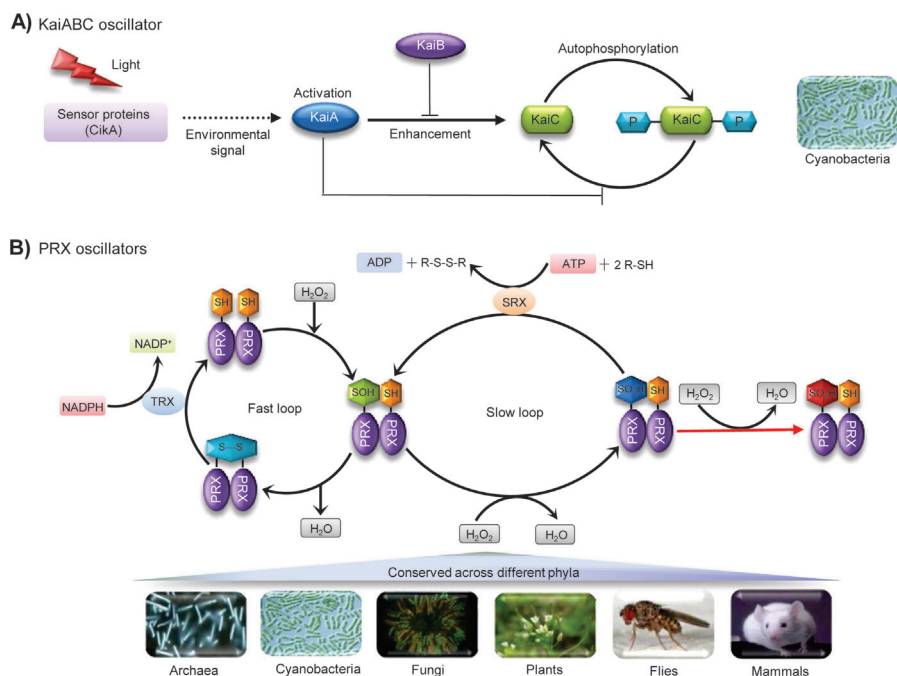 A) KaiABC oscillator
Light
Sensor proteins
(CikA)
Environmental
signal
Activation
KaiA
KaiB
Enhancement
Autophosphorylation
KaiC
P
KaiC
P
Cyanobacteria
B) PRX oscillators
ADP + R-S-S-R
ATP + 2 R-SH
SRX
SH SH
PRX PRX
H₂O₂
NADP⁺
NADPH
TRX
Fast loop
S--S
PRX PRX
H₂O
SOH SH
PRX PRX
Slow loop
H₂O₂
H₂O
SH
PRX PRX
H₂O₂
H₂O
SH
PRX PRX
Conserved across different phyla
Archaea
Cyanobacteria
Fungi
Plants
Flies
Mammals